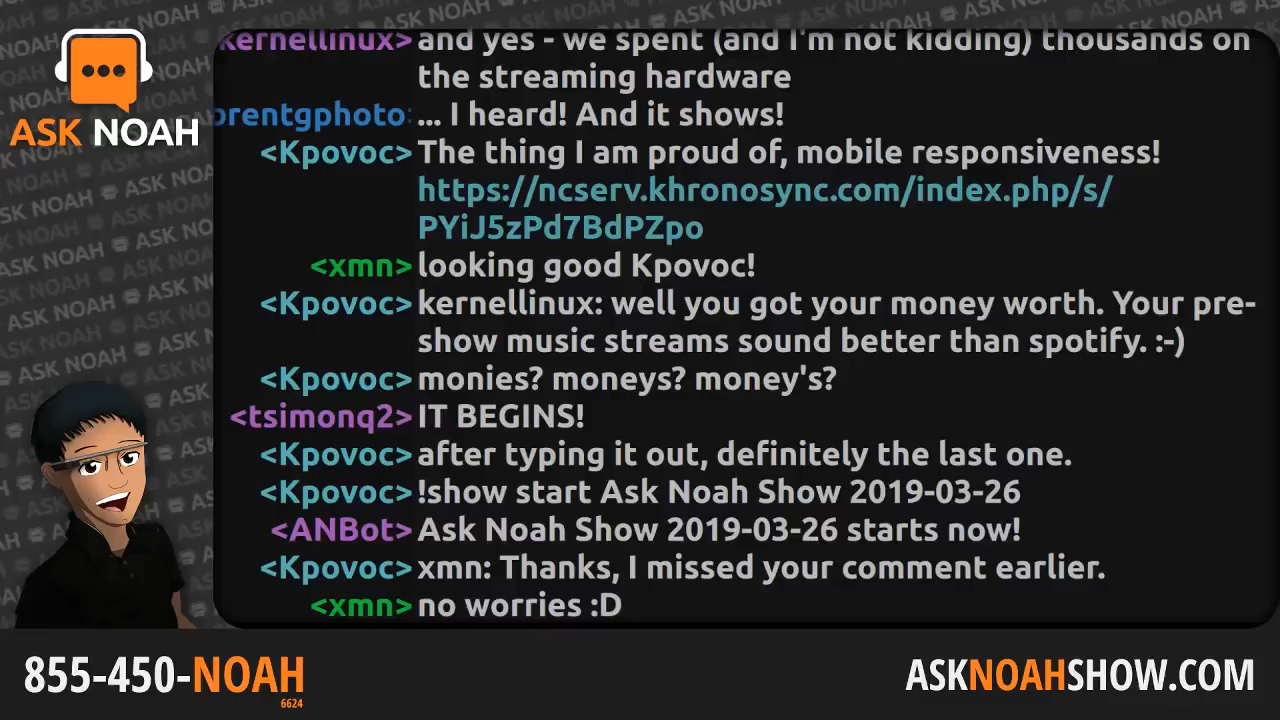 ASK NOAH
kernellinux> and yes - we spent (and I'm not kidding) thousands on
the streaming hardware
brentgphoto: ... I heard! And it shows!
<Kpovoc> The thing I am proud of, mobile responsiveness!
https://ncserv.khronosync.com/index.php/s/
PYiJ5zPd7BdPZpo
<xmn> looking good Kpovoc!
<Kpovoc> kernellinux: well you got your money worth. Your pre-
show music streams sound better than spotify. :-)
<Kpovoc> monies? moneys? money's?
<tsimonq2> IT BEGINS!
<Kpovoc> after typing it out, definitely the last one.
<Kpovoc> !show start Ask Noah Show 2019-03-26
<ANBot> Ask Noah Show 2019-03-26 starts now!
<Kpovoc> xmn: Thanks, I missed your comment earlier.
<xmn> no worries :D
855-450-NOAH
6624
ASKNOAHSHOW.COM